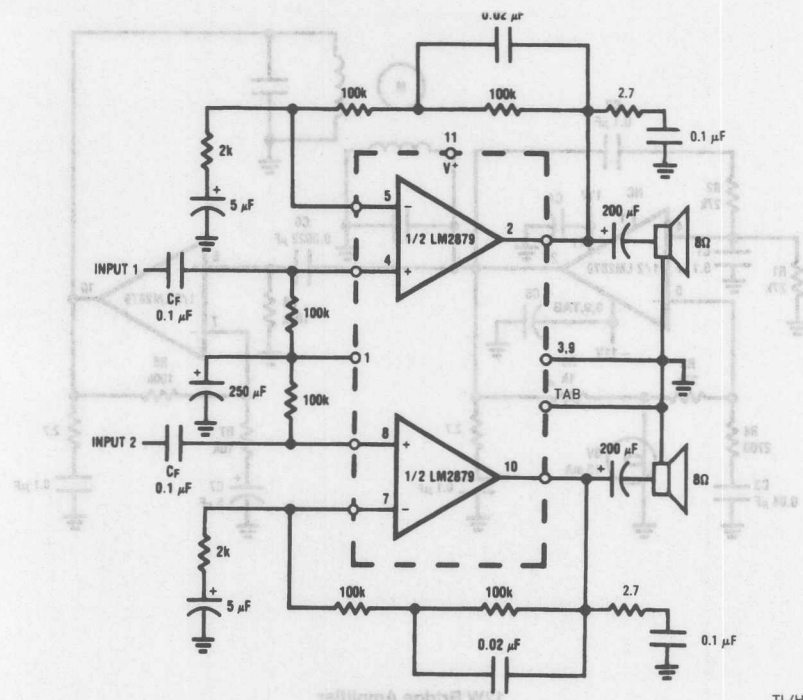 0.02 µF
100k
100k
2.7
0.1 µF
2k
5 µF
11
V+
5
−
1/2 LM2879
2
200 µF
8Ω
INPUT 1
CF
0.1 µF
4
+
100k
1
3,9
250 µF
100k
TAB
INPUT 2
CF
0.1 µF
8
+
1/2 LM2879
10
200 µF
8Ω
7
−
2k
5 µF
100k
100k
2.7
0.02 µF
0.1 µF